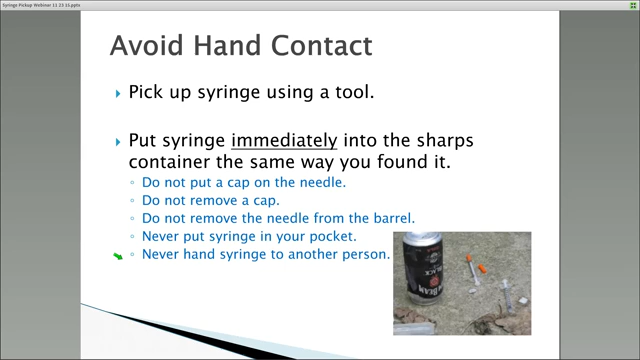 Syringe Pickup Webinar 11 23 15.pptx
Avoid Hand Contact
Pick up syringe using a tool.
Put syringe immediately into the sharps
container the same way you found it.
Do not put a cap on the needle.
Do not remove a cap.
Do not remove the needle from the barrel.
Never put syringe in your pocket.
Never hand syringe to another person.
BLACK